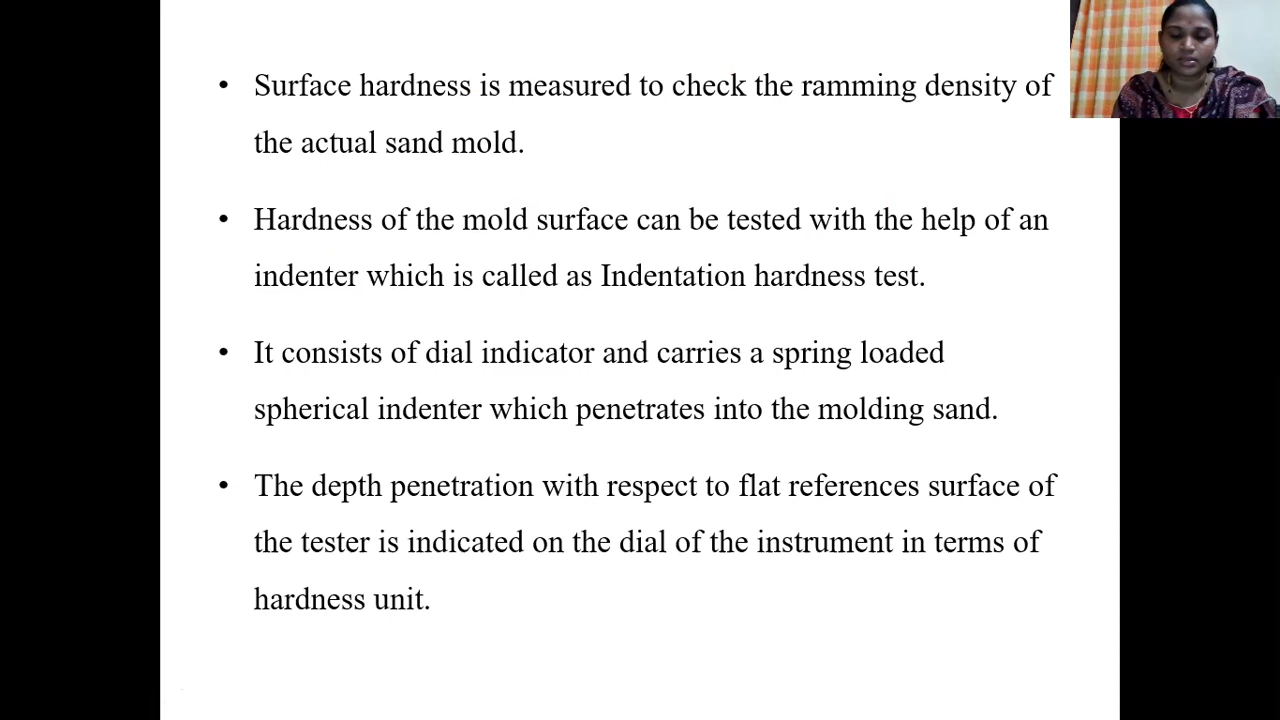 • Surface hardness is measured to check the ramming density of
the actual sand mold.
• Hardness of the mold surface can be tested with the help of an
indenter which is called as Indentation hardness test.
• It consists of dial indicator and carries a spring loaded
spherical indenter which penetrates into the molding sand.
• The depth penetration with respect to flat references surface of
the tester is indicated on the dial of the instrument in terms of
hardness unit.